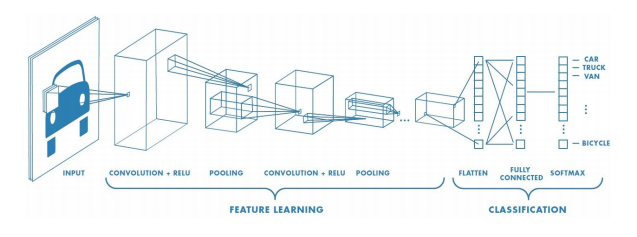 CAR
TRUCK
VAN
BICYCLE
INPUT
CONVOLUTION + RELU
POOLING
CONVOLUTION + RELU
POOLING
FLATTEN
FULLY
CONNECTED
SOFTMAX
FEATURE LEARNING
CLASSIFICATION